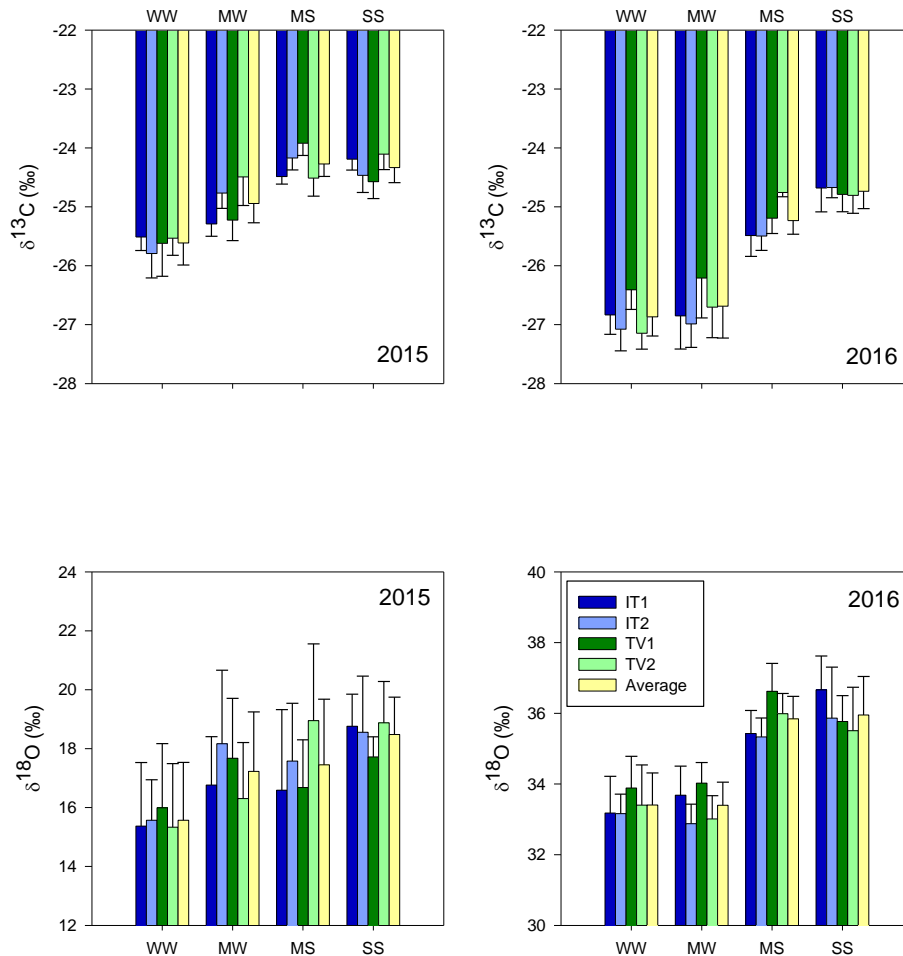 WW MW MS SS
-22
-23
-24
-25
-26
-27
-28
δ13C (‰)
2015
WW MW MS SS
-22
-23
-24
-25
-26
-27
-28
δ13C (‰)
2016
24
22
20
18
16
14
12
δ18O (‰)
2015
WW MW MS SS
40
38
36
34
32
30
δ18O (‰)
2016
IT1
IT2
TV1
TV2
Average
WW MW MS SS